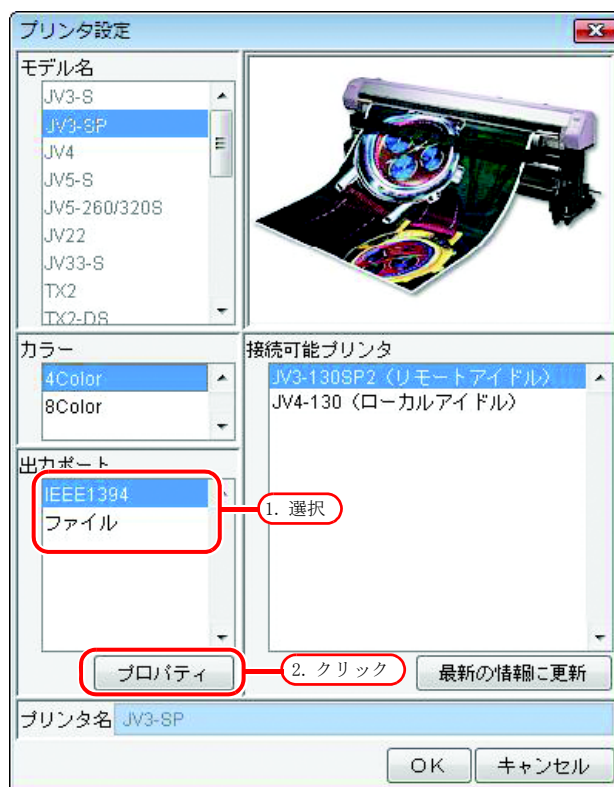 プリンタ設定
モデル名
JV3-S
JV3-SP
JV4
JV5-S
JV5-260/320S
JV22
JV33-S
TX2
TX2-DS
カラー
4Color
8Color
接続可能プリンタ
JV3-130SP2（リモートアイドル）
JV4-130（ローカルアイドル）
出力ポート
IEEE1394
ファイル
1. 選択
プロパティ
2. クリック
最新の情報に更新
プリンタ名 JV3-SP
OK
キャンセル